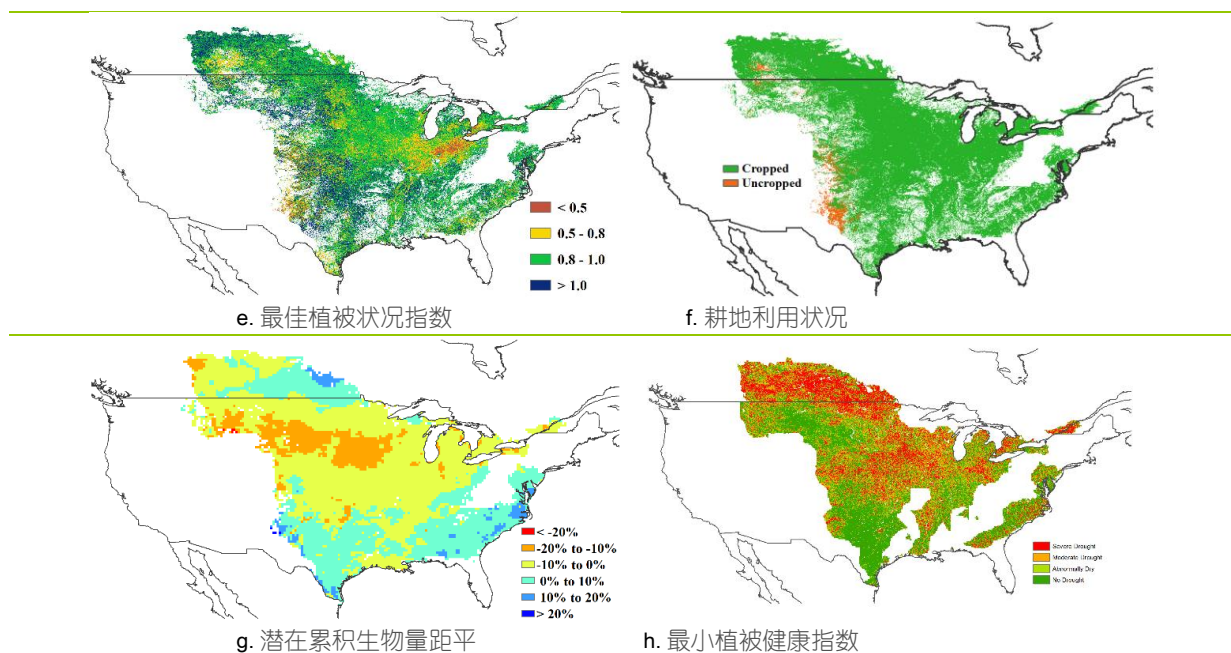 < 0.5
0.5 - 0.8
0.8 - 1.0
> 1.0
Cropped
Uncropped
e. 最佳植被状况指数
f. 耕地利用状况
< -20%
-20% to -10%
-10% to 0%
0% to 10%
10% to 20%
> 20%
Severe Drought
Moderate Drought
Abnormally Dry
No Drought
g. 潜在累积生物量距平
h. 最小植被健康指数